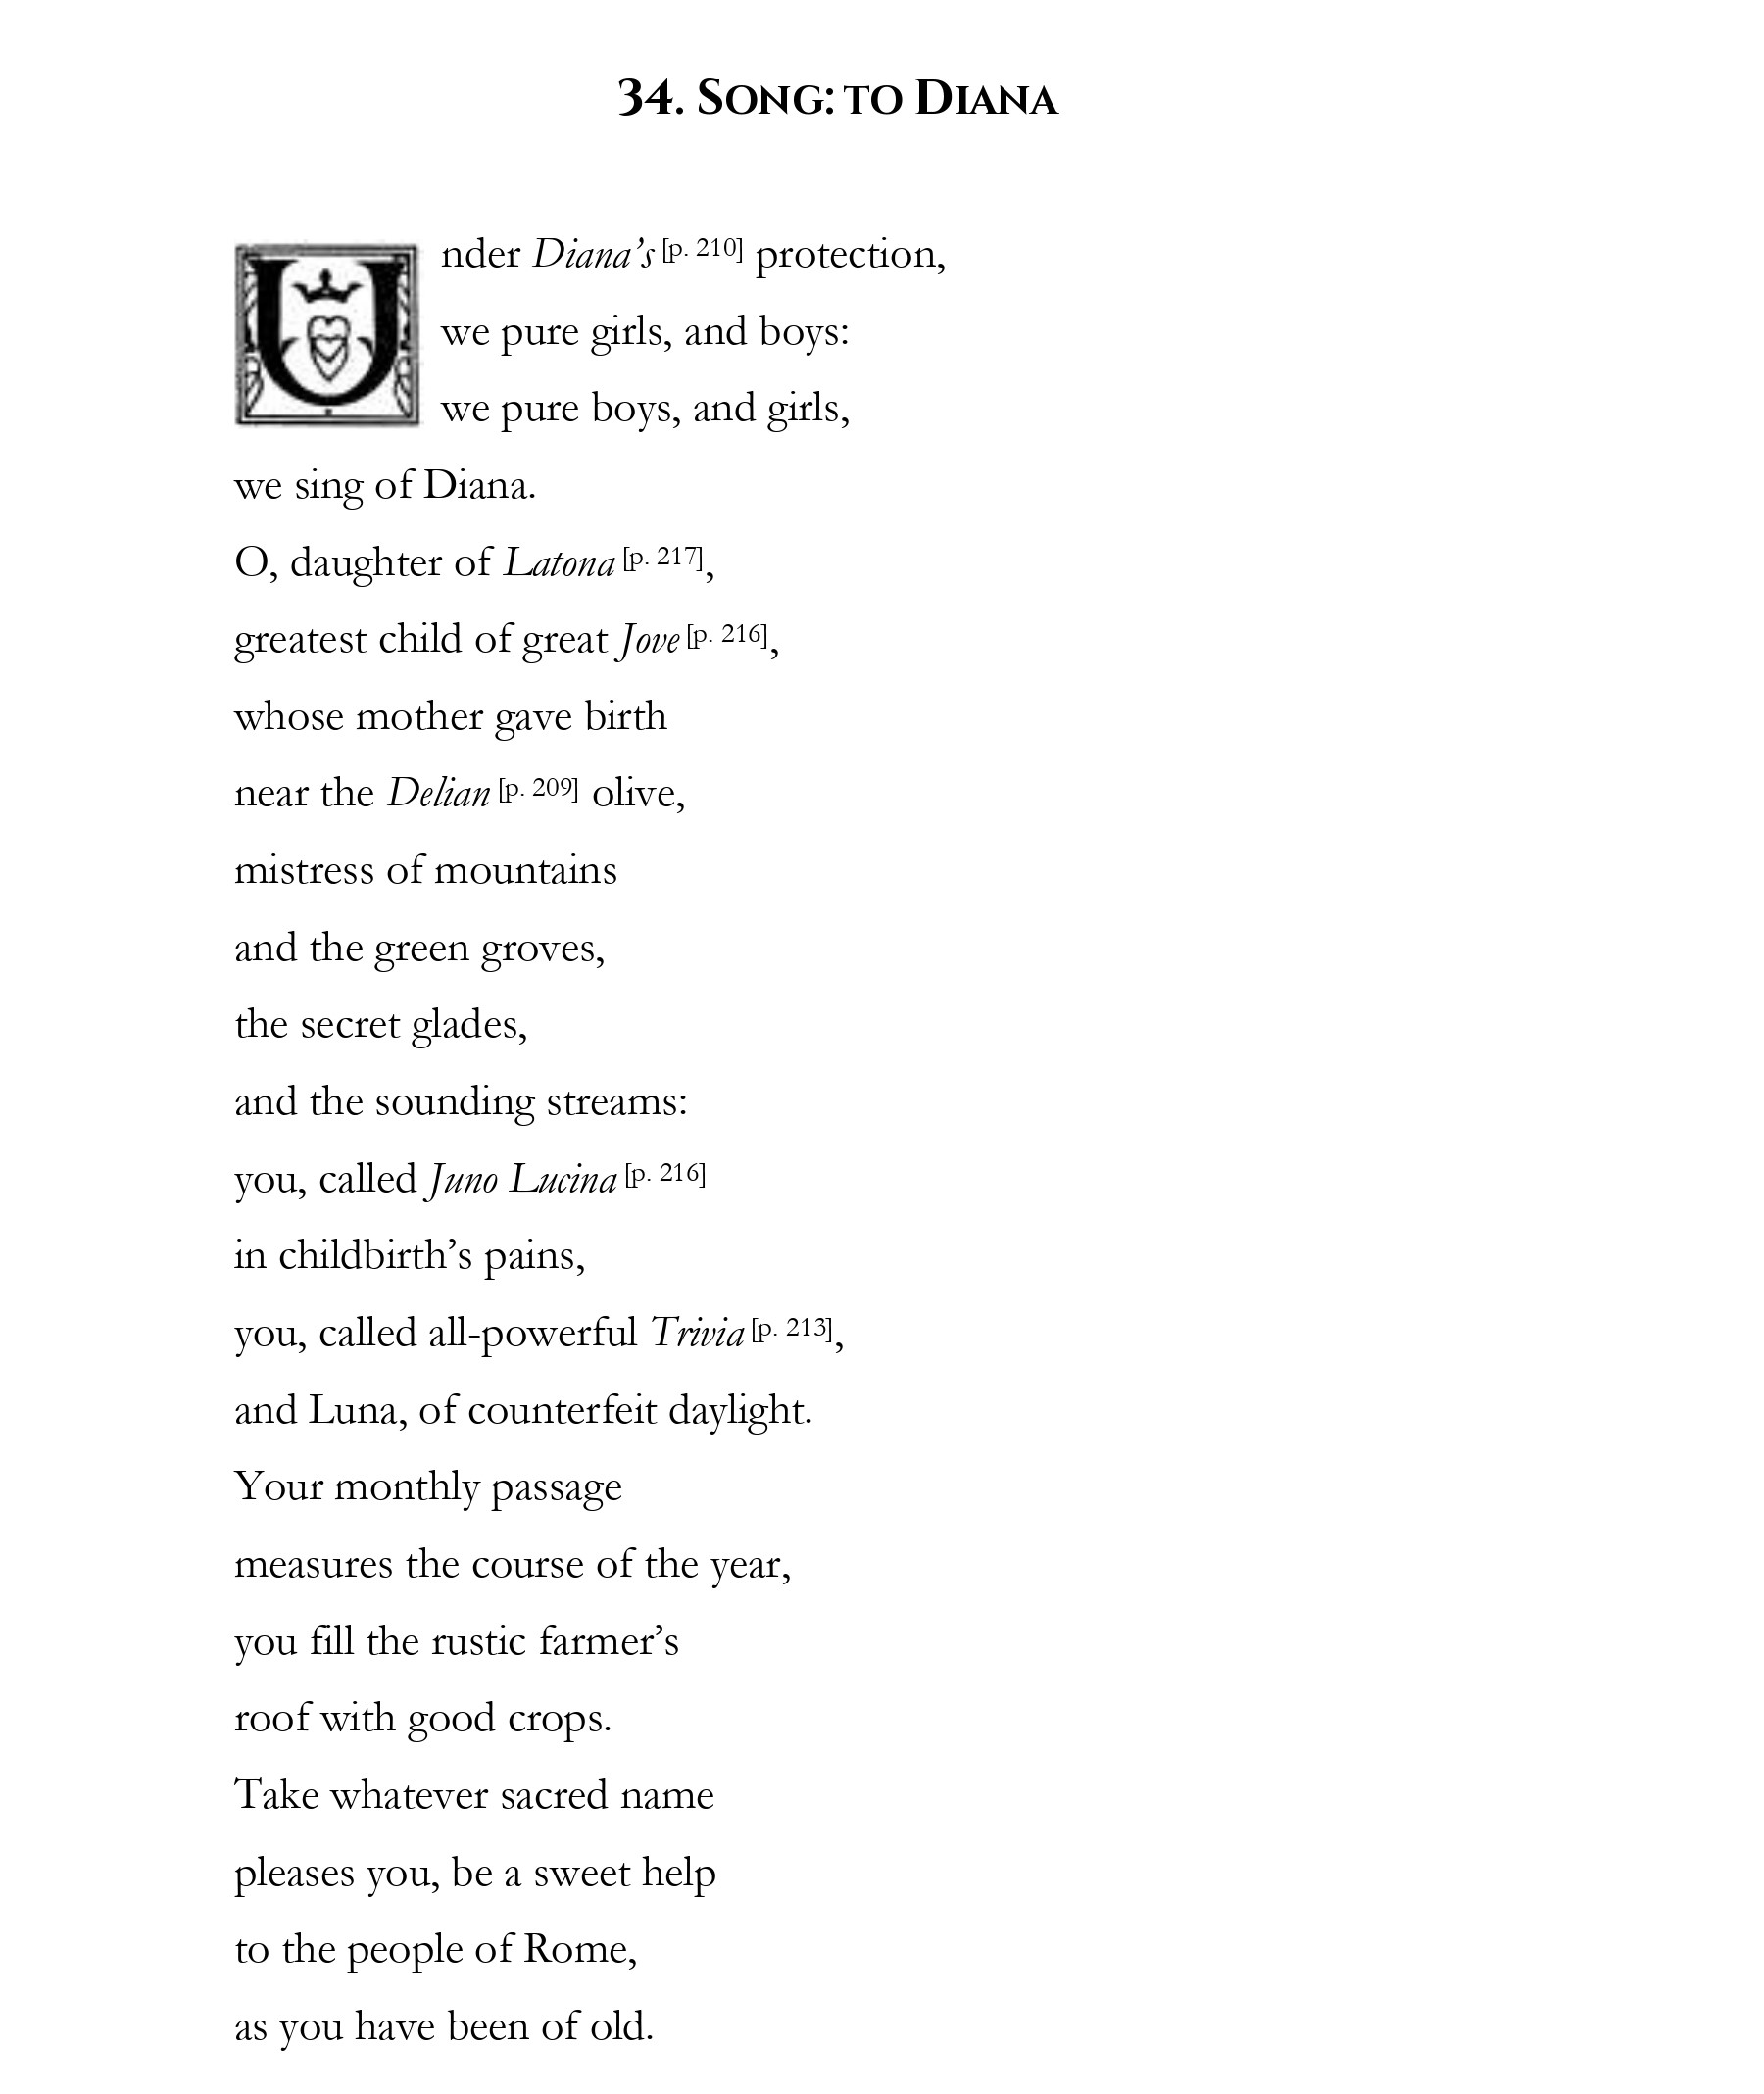 34. Song: to Diana
Under Diana’s [p. 210] protection,
we pure girls, and boys:
we pure boys, and girls,
we sing of Diana.
O, daughter of Latona [p. 217],
greatest child of great Jove [p. 216],
whose mother gave birth
near the Delian [p. 209] olive,
mistress of mountains
and the green groves,
the secret glades,
and the sounding streams:
you, called Juno Lucina [p. 216]
in childbirth’s pains,
you, called all-powerful Trivia [p. 213],
and Luna, of counterfeit daylight.
Your monthly passage
measures the course of the year,
you fill the rustic farmer’s
roof with good crops.
Take whatever sacred name
pleases you, be a sweet help
to the people of Rome,
as you have been of old.